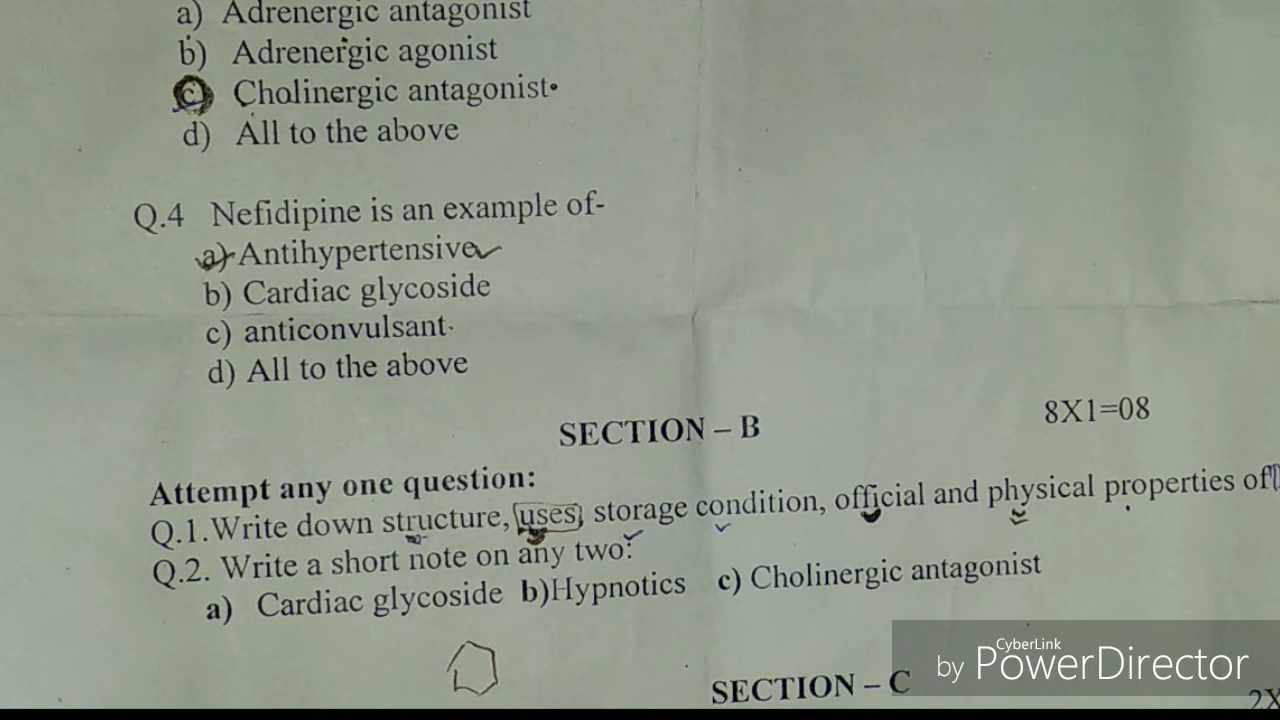 a) Adrenergic antagonist
b) Adrenergic agonist
c) Cholinergic antagonist
d) All to the above
Q.4 Nefidipine is an example of-
a) Antihypertensive
b) Cardiac glycoside
c) anticonvulsant
d) All to the above
SECTION – B 8X1=08
Attempt any one question:
Q.1. Write down structure, uses, storage condition, official and physical properties of
Q.2. Write a short note on any two:
a) Cardiac glycoside b)Hypnotics c) Cholinergic antagonist
SECTION – C
2X
CyberLink
by PowerDirector